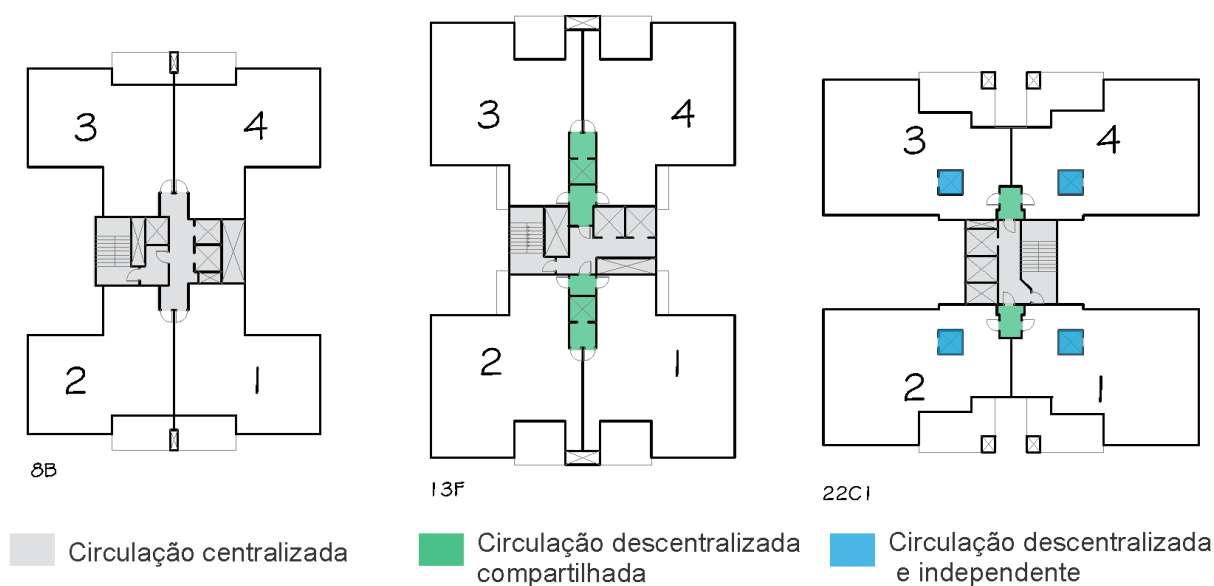 3
4
2
1
8B
3
4
2
1
13F
3
4
2
1
22C1
Circulação centralizada
Circulação descentralizada
compartilhada
Circulação descentralizada
e independente